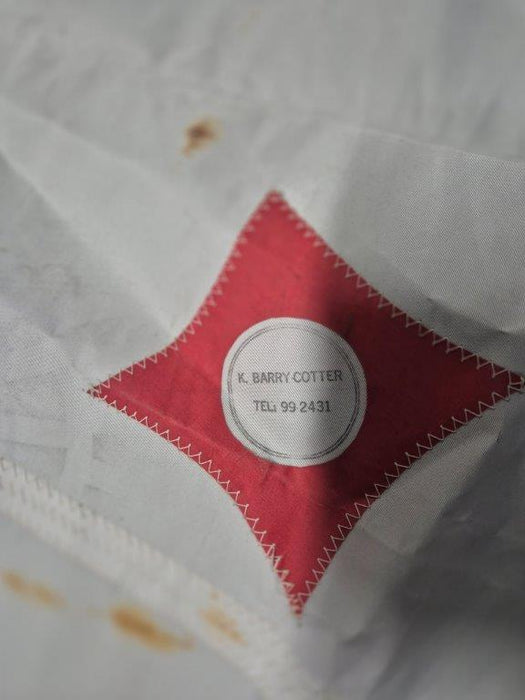 K. BARRY COTTER
TEL: 99 2431